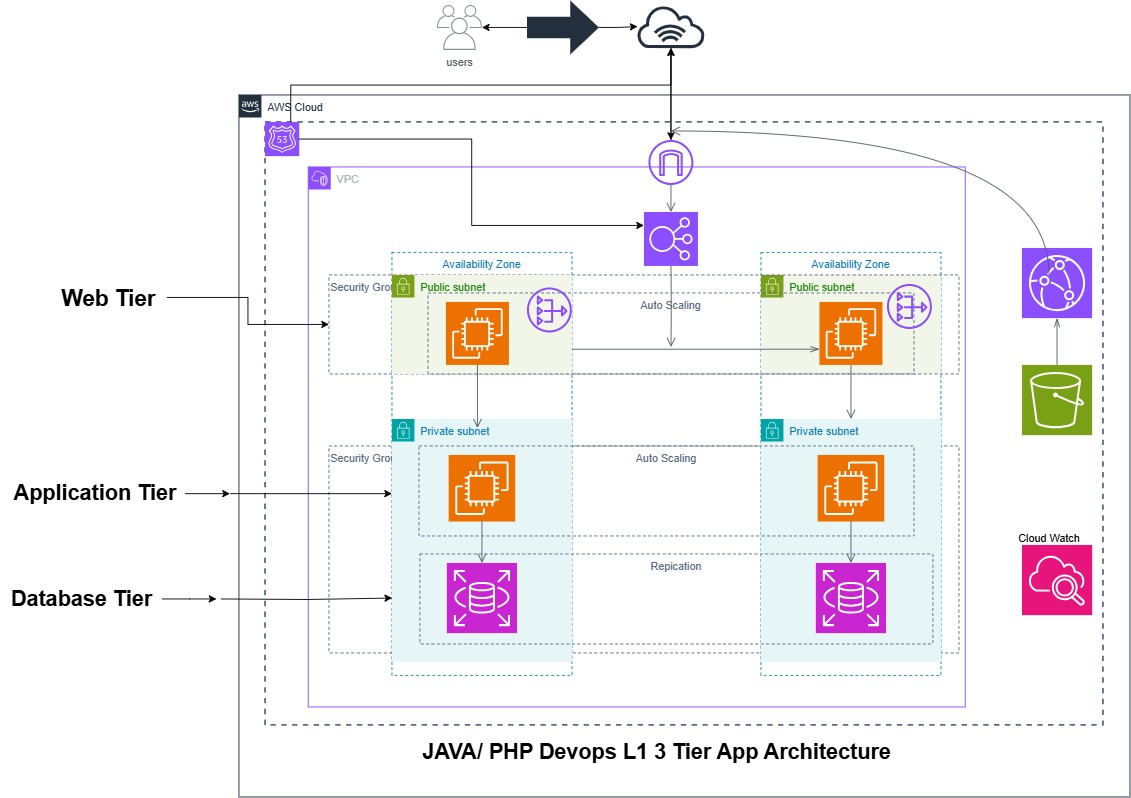 users
aws
AWS Cloud
53
VPC
Availability Zone
Availability Zone
Security Gro
Public subnet
Public subnet
Web Tier
Auto Scaling
Private subnet
Private subnet
Security Gro
Auto Scaling
Application Tier
Cloud Watch
Repication
Database Tier
JAVA/ PHP Devops L1 3 Tier App Architecture